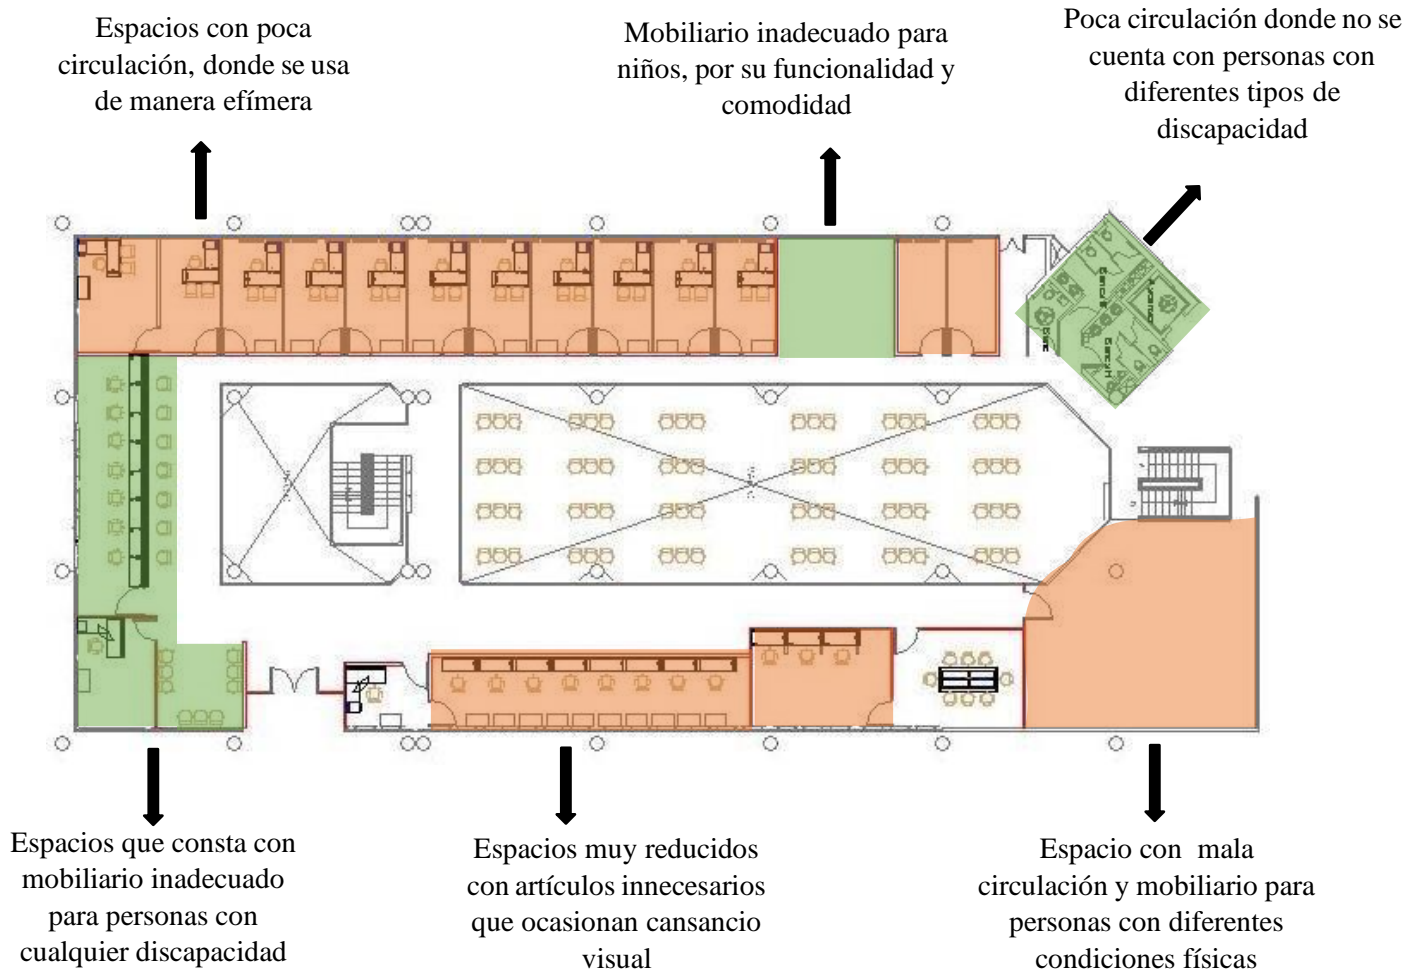 Espacios con poca
circulación, donde se usa
de manera efímera
Mobiliario inadecuado para
niños, por su funcionalidad y
comodidad
Poca circulación donde no se
cuenta con personas con
diferentes tipos de
discapacidad
Espacios que consta con
mobiliario inadecuado
para personas con
cualquier discapacidad
Espacios muy reducidos
con artículos innecesarios
que ocasionan cansancio
visual
Espacio con mala
circulación y mobiliario para
personas con diferentes
condiciones físicas